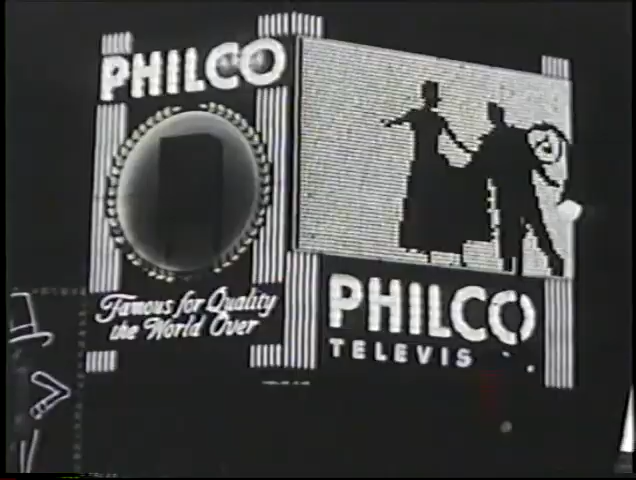 PHILCO
Famous for Quality
the World Over
PHILCO
TELEVIS